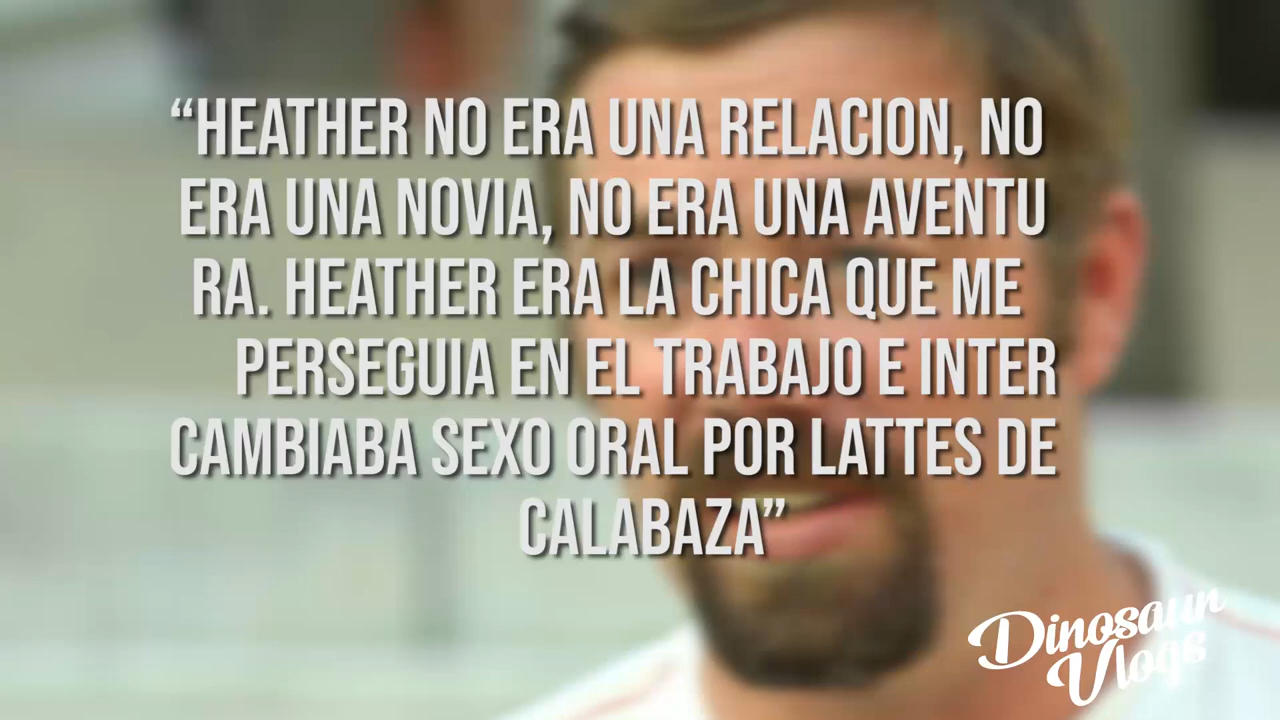 “HEATHER NO ERA UNA RELACION, NO
ERA UNA NOVIA, NO ERA UNA AVENTU
RA. HEATHER ERA LA CHICA QUE ME
PERSEGUIA EN EL TRABAJO E INTER
CAMBIABA SEXO ORAL POR LATTES DE
CALABAZA”
Dinosaur
Vlogs